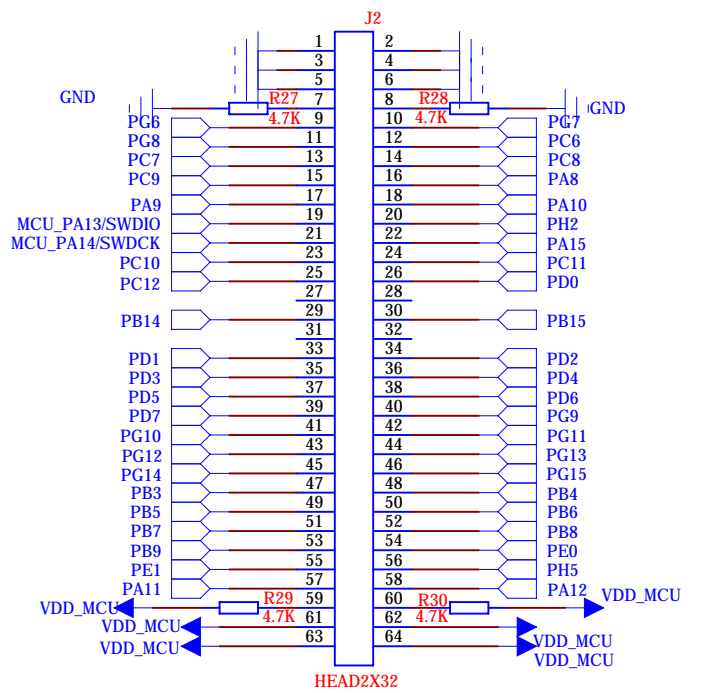 J2
1 2
3 4
5 6
GND R27 7 8 R28 GND
PG6 4.7K 9 10 4.7K PG7
PG8 11 12 PC6
PC7 13 14 PC8
PC9 15 16 PA8
PA9 17 18 PA10
MCU_PA13/SWDIO 19 20 PH2
MCU_PA14/SWDCK 21 22 PA15
PC10 23 24 PC11
PC12 25 26 PD0
27 28
PB14 29 30 PB15
31 32
PD1 33 34 PD2
PD3 35 36 PD4
PD5 37 38 PD6
PD7 39 40 PG9
PG10 41 42 PG11
PG12 43 44 PG13
PG14 45 46 PG15
PB3 47 48 PB4
PB5 49 50 PB6
PB7 51 52 PB8
PB9 53 54 PE0
PE1 55 56 PH5
PA11 57 58 PA12
VDD_MCU R29 59 60 R30 VDD_MCU
VDD_MCU 4.7K 61 62 4.7K VDD_MCU
VDD_MCU 63 64 VDD_MCU
HEAD2X32